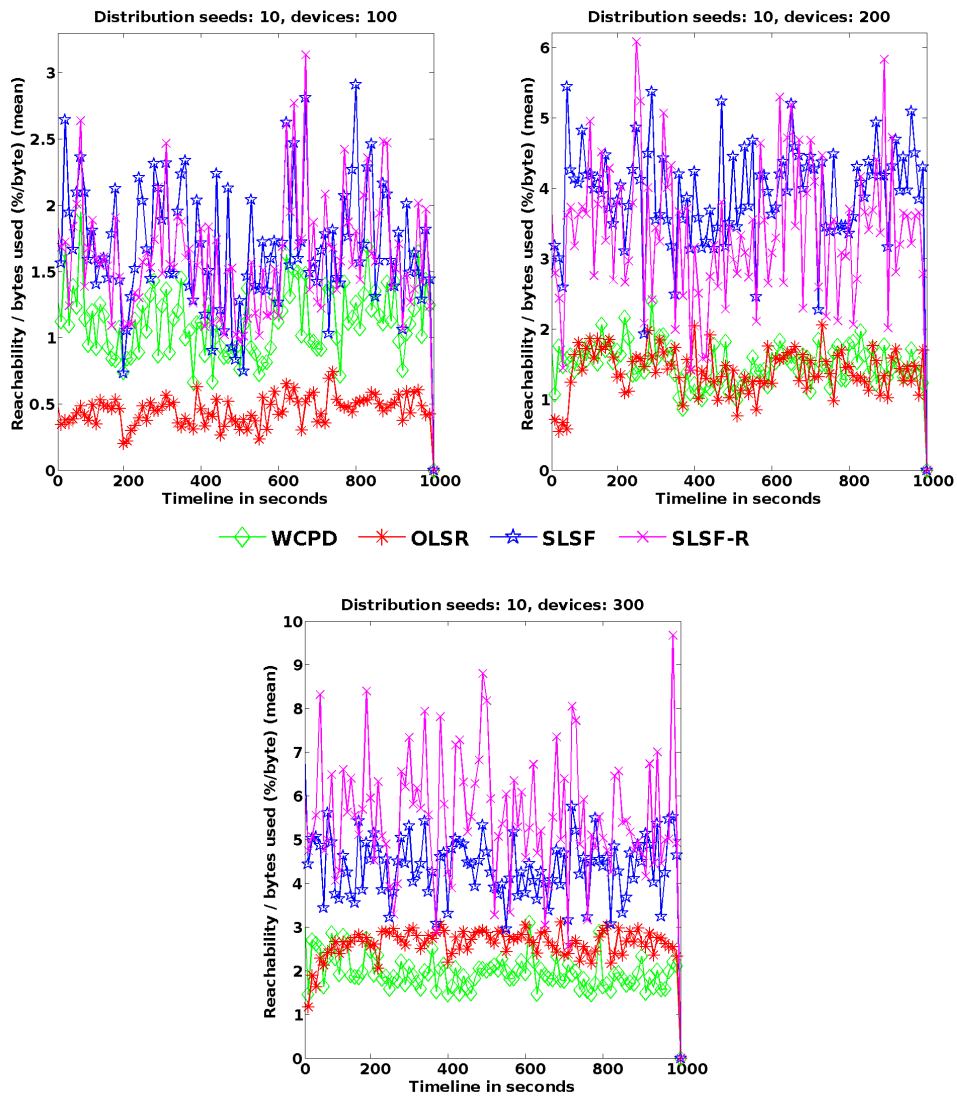 Distribution seeds: 10, devices: 100
Reachability / bytes used (%/byte) (mean)
3
2.5
2
1.5
1
0.5
0
0 200 400 600 800 1000
Timeline in seconds
Distribution seeds: 10, devices: 200
Reachability / bytes used (%/byte) (mean)
6
5
4
3
2
1
0
0 200 400 600 800 1000
Timeline in seconds
WCPD OLSR SLSF SLSF-R
Distribution seeds: 10, devices: 300
Reachability / bytes used (%/byte) (mean)
10
9
8
7
6
5
4
3
2
1
0
0 200 400 600 800 1000
Timeline in seconds